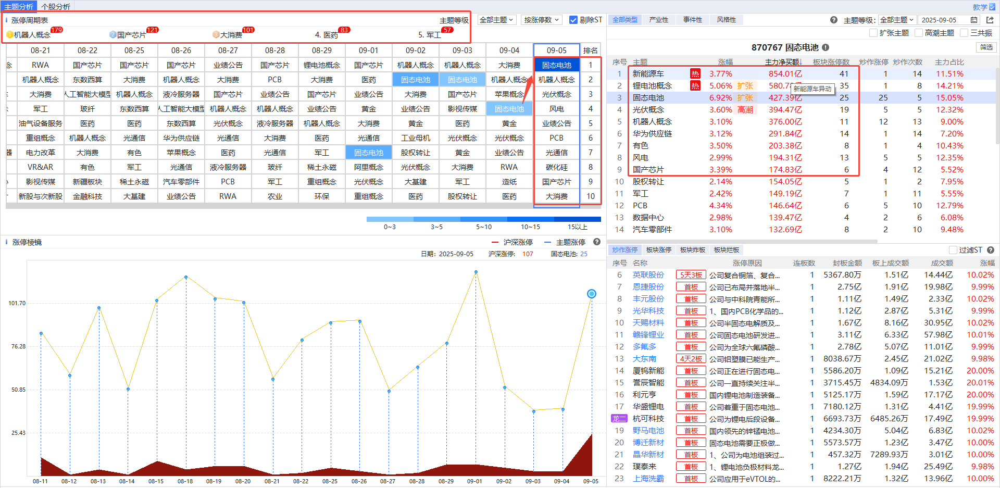 主题分析 个股分析 教学
涨停周期表 主题等级 全部主题 按涨停数 剔除ST
1 机器人概念 179 2 国产芯片 121 3 大消费 101 4. 医药 83 5. 军工 57
08-21 08-22 08-25 08-26 08-27 08-28 08-29 09-01 09-02 09-03 09-04 09-05 排名
念 RWA 国产芯片 国产芯片 国产芯片 业绩公告 国产芯片 锂电池概念 国产芯片 机器人概念 机器人概念 大消费 固态电池 1
机器人概念 东数西算 大消费 机器人概念 大消费 PCB 大消费 医药 固态电池 固态电池 机器人概念 机器人概念 2
大消费 人工智能大模型 机器人概念 液冷服务器 国产芯片 业绩公告 国产芯片 业绩公告 大消费 国产芯片 苹果概念 光伏概念 3
军工 玻纤 东数西算 人工智能大模型 机器人概念 机器人概念 业绩公告 黄金 业绩公告 影视传媒 固态电池 风电 4
油气设备服务 医药 医药 东数西算 光伏概念 液冷服务器 机器人概念 大消费 黄金 医药 黄金 业绩公告 5
重组概念 机器人概念 光通信 华为供应链 光通信 大消费 医药 光通信 工业母机 光伏概念 光伏概念 PCB 6
器 电力改革 大消费 有色 苹果概念 医药 光通信 军工 固态电池 股权转让 黄金 业绩公告 光通信 7
VR&AR 有色 军工 光通信 液冷服务器 玻纤 稀土永磁 阿里概念 光伏概念 大消费 RWA 碳化硅 8
影视传媒 新疆板块 稀土永磁 汽车零部件 PCB 军工 重组概念 光伏概念 大基建 军工 造纸 国产芯片 9
新股与次新股 金融科技 大基建 业绩公告 RWA 农业 环保 重组概念 医药 股权转让 医药 大消费 10
0~3 3~5 5~10 10~15 15以上
涨停棱镜 沪深涨停 主题涨停
日期: 2025-09-05 沪深涨停: 107 固态电池: 25
101.70
76.28
50.85
25.43
08-11 08-12 08-13 08-14 08-15 08-18 08-19 08-20 08-21 08-22 08-25 08-26 08-27 08-28 08-29 09-01 09-02 09-03 09-04 09-05
全部类型 产业性 事件性 风格性 主题等级: 全部主题 2025-09-05
扩张主题 高潮主题 三共振
870767 固态电池 筛选
序号 主题 涨幅 主力净买额↓ 板块涨停数 炒作涨停 炒作次数 主力占比
1 新能源车 热 3.77% 854.01亿 41 1 14 11.51%
2 锂电池概念 热 5.06% 扩张 580.7 35 1 8 14.21%
新能源车异动
3 固态电池 6.92% 扩张 427.39亿 25 25 5 15.05%
4 光伏概念 3.60% 高潮 394.47亿 19 5 5 12.32%
5 机器人概念 3.10% 376.00亿 11 12 13 9.00%
6 华为供应链 3.12% 291.84亿 14 1 14 7.20%
7 有色 3.50% 203.38亿 8 1 4 10.43%
8 风电 2.99% 194.31亿 13 5 5 12.35%
9 国产芯片 3.39% 174.83亿 6 4 12 5.52%
10 股权转让 2.14% 154.05亿 5 1 2 7.95%
11 军工 2.42% 149.19亿 7 1 11 5.55%
12 PCB 4.34% 146.64亿 6 5 10 12.79%
13 数据中心 2.98% 139.47亿 4 2 6 6.08%
14 汽车零部件 3.10% 132.69亿 8 2 10 9.48%
炒作涨停 板块涨停 板块炸板 板块烂板 过滤ST
序号 名称 涨停原因 连板数 封板金额 板上成交额 成交额 涨幅
6 英联股份 5天3板 公司复合铜箔、复合... 1 5367.80万 1.51亿 14.44亿 10.02%
7 恩捷股份 首板 公司已布局并落地半... 1 2.75亿 1.91亿 19.98亿 9.99%
8 丰元股份 首板 公司与中科院青能所... 1 1.11亿 1.49亿 2.33亿 10.02%
9 光华科技 首板 1、国内PCB化学品的... 1 1.12亿 2.87亿 5.31亿 9.99%
10 天赐材料 首板 公司半固态电解质及... 1 1.67亿 8.16亿 30.95亿 10.02%
11 赣锋锂业 首板 公司固态电池研发进... 1 3.11亿 6.33亿 57.98亿 10.01%
12 多氟多 首板 公司为全球六氟磷酸... 1 2.78亿 5.07亿 11.01亿 9.99%
13 大东南 4天2板 公司铝塑膜已能生产... 1 8038.67万 2.45亿 21.02亿 9.98%
14 厦钨新能 首板 公司正在进行固态电... 1 5586.20万 1.09亿 15.21亿 20.00%
15 誉辰智能 首板 公司一直持续关注半... 1 3715.45万 4834.09万 1.53亿 20.01%
16 利元亨 首板 国内锂电池制造装备... 1 5125.17万 1.59亿 17.17亿 20.00%
17 华盛锂电 首板 公司着重于固态电池... 1 7180.12万 1.31亿 4.41亿 19.99%
龙二 杭可科技 首板 公司为锂电后段设备... 1 6693.73万 6485.26万 17.49亿 19.99%
19 野马电池 首板 国内领先的锌锰电池... 1 4234.30万 5.04亿 6.83亿 10.02%
20 博迁新材 首板 固态电池需要正极做... 1 5573.57万 1.23亿 3.47亿 10.00%
21 晶华新材 首板 1、公司为电池组装过... 1 457.32万 7289.93万 3.01亿 10.00%
22 璞泰来 首板 1、锂电池负极材料龙... 1 1.27亿 1.94亿 25.49亿 9.98%
23 上海洗霸 首板 公司应用于eVTOL的... 1 8222.21万 1.32亿 13.96亿 10.00%